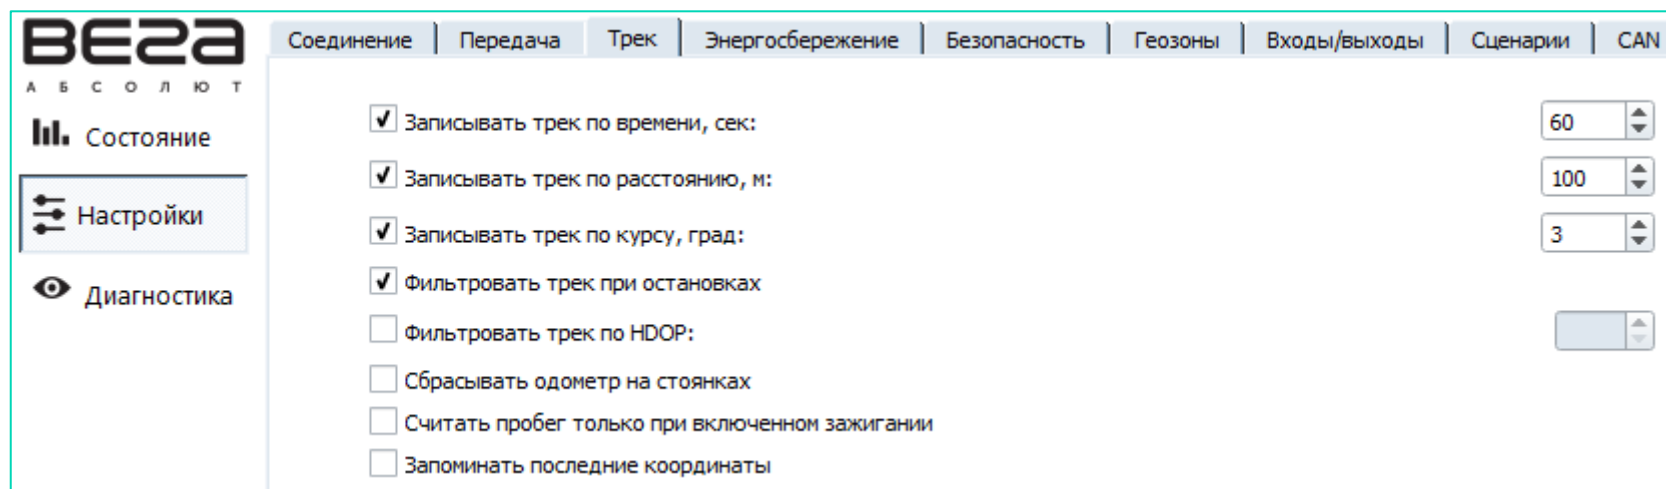 ВЕГА
АБСОЛЮТ
Состояние
Настройки
Диагностика
Соединение Передача Трек Энергосбережение Безопасность Геозоны Входы/выходы Сценарии CAN
Записывать трек по времени, сек: 60
Записывать трек по расстоянию, м: 100
Записывать трек по курсу, град: 3
Фильтровать трек при остановках
Фильтровать трек по HDOP:
Сбрасывать одометр на стоянках
Считать пробег только при включенном зажигании
Запоминать последние координаты